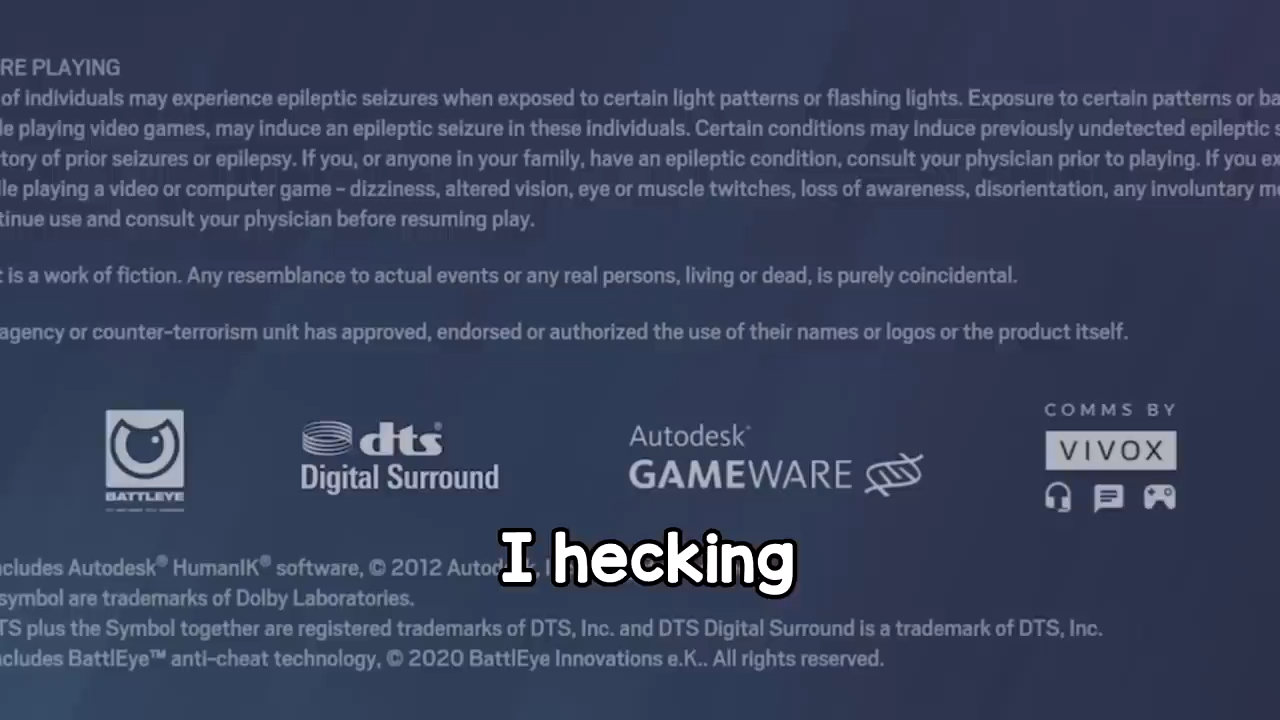 RE PLAYING
of individuals may experience epileptic seizures when exposed to certain light patterns or flashing lights. Exposure to certain patterns or ba
le playing video games, may induce an epileptic seizure in these individuals. Certain conditions may induce previously undetected epileptic s
tory of prior seizures or epilepsy. If you, or anyone in your family, have an epileptic condition, consult your physician prior to playing. If you ex
lle playing a video or computer game - dizziness, altered vision, eye or muscle twitches, loss of awareness, disorientation, any involuntary mo
tinue use and consult your physician before resuming play.
t is a work of fiction. Any resemblance to actual events or any real persons, living or dead, is purely coincidental.
agency or counter-terrorism unit has approved, endorsed or authorized the use of their names or logos or the product itself.
COMMS BY
VIVOX
BATTLEYE
dts
Digital Surround
Autodesk
GAMEWARE
I hecking
cludes Autodesk® HumanIK® software, © 2012 Autod
symbol are trademarks of Dolby Laboratories.
TS plus the Symbol together are registered trademarks of DTS, Inc. and DTS Digital Surround is a trademark of DTS, Inc.
cludes BattlEye™ anti-cheat technology, © 2020 BattlEye Innovations e.K.. All rights reserved.